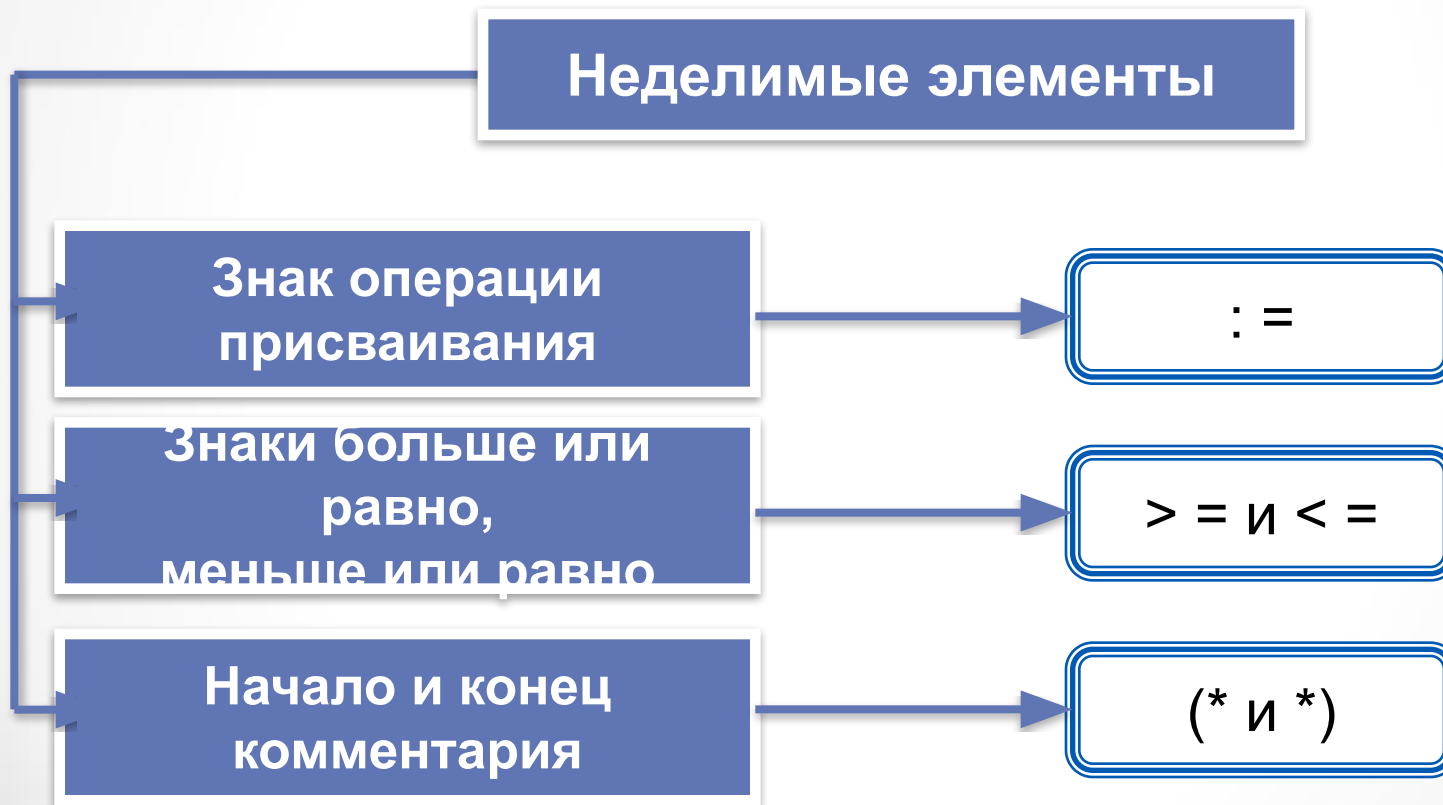 Неделимые элементы
Знак операции
присваивания
: =
Знаки больше или
равно,
меньше или равно
> = и < =
Начало и конец
комментария
(* и *)